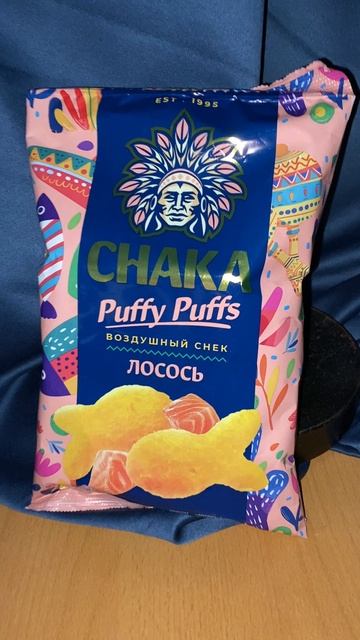 EST · 1995
CHAKA
Puffy Puffs
ВОЗДУШНЫЙ СНЕК
ЛОСОСЬ